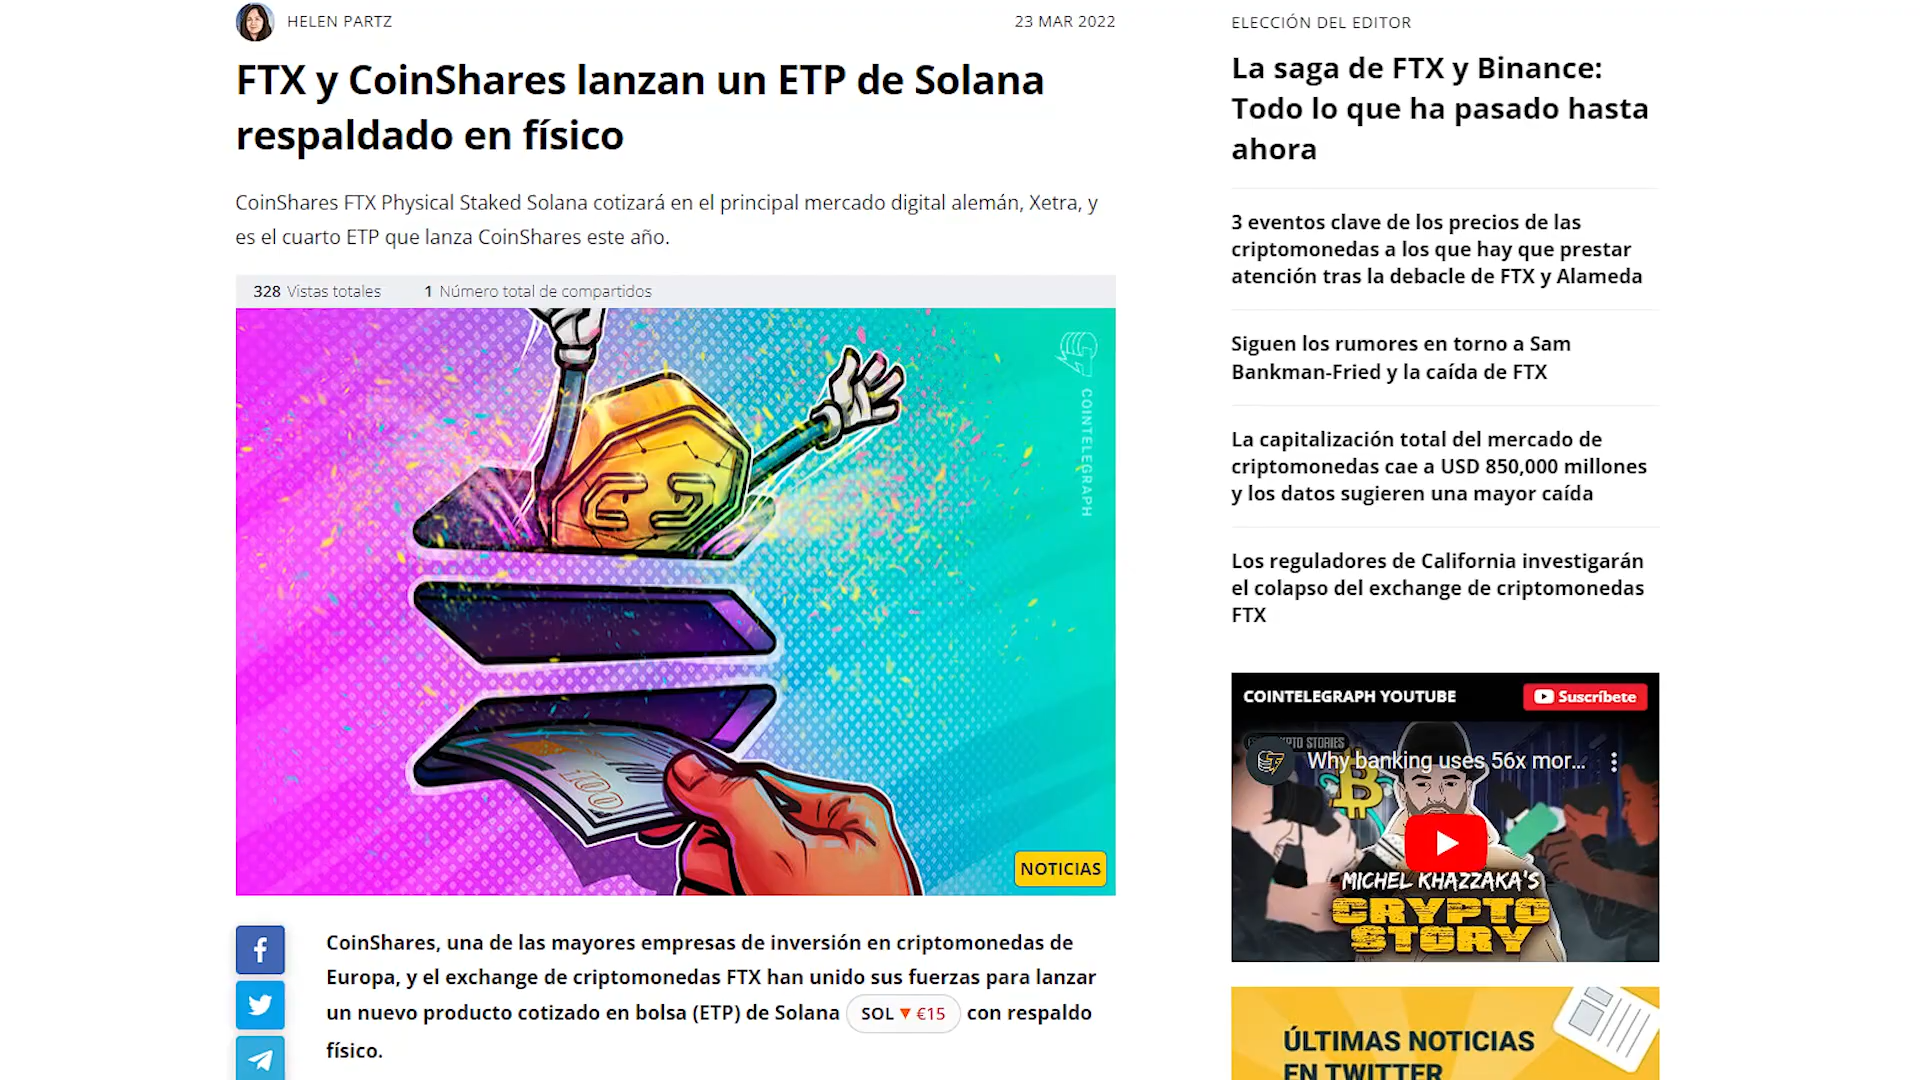 HELEN PARTZ
23 MAR 2022
FTX y CoinShares lanzan un ETP de Solana
respaldado en físico
CoinShares FTX Physical Staked Solana cotizará en el principal mercado digital alemán, Xetra, y
es el cuarto ETP que lanza CoinShares este año.
328 Vistas totales
1 Número total de compartidos
COINTELEGRAPH
100
NOTICIAS
CoinShares, una de las mayores empresas de inversión en criptomonedas de
Europa, y el exchange de criptomonedas FTX han unido sus fuerzas para lanzar
un nuevo producto cotizado en bolsa (ETP) de Solana SOL ▼ €15 con respaldo
físico.
ELECCIÓN DEL EDITOR
La saga de FTX y Binance:
Todo lo que ha pasado hasta
ahora
3 eventos clave de los precios de las
criptomonedas a los que hay que prestar
atención tras la debacle de FTX y Alameda
Siguen los rumores en torno a Sam
Bankman-Fried y la caída de FTX
La capitalización total del mercado de
criptomonedas cae a USD 850,000 millones
y los datos sugieren una mayor caída
Los reguladores de California investigarán
el colapso del exchange de criptomonedas
FTX
COINTELEGRAPH YOUTUBE
Suscríbete
STORIES
Why banking uses 56x mor...
MICHEL KHAZZAKA'S
CRYPTO
STORY
ÚLTIMAS NOTICIAS
EN TWITTER